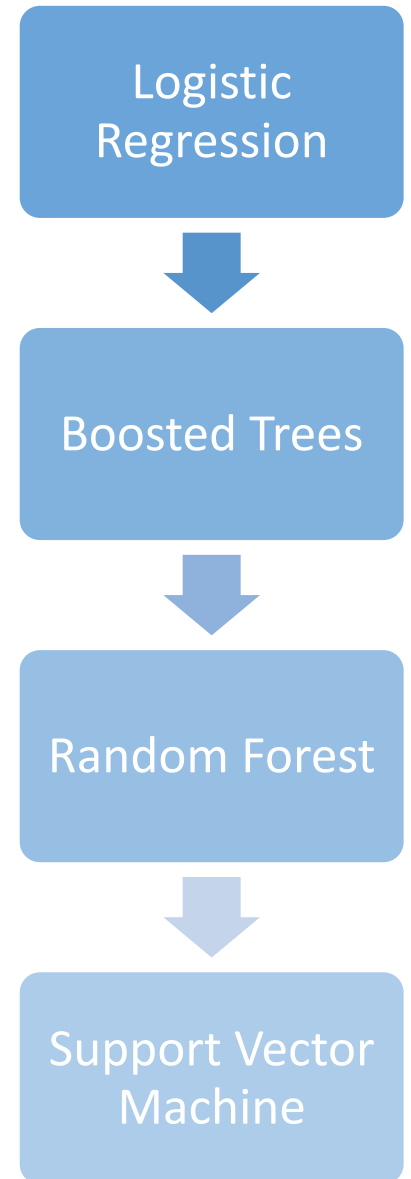 Logistic
Regression
Boosted Trees
Random Forest
Support Vector
Machine